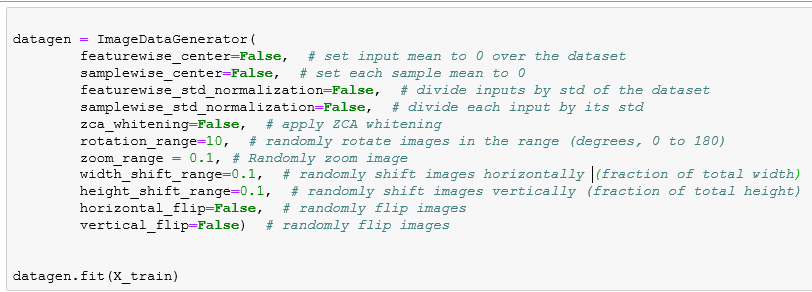 datagen = ImageDataGenerator(
        featurewise_center=False,  # set input mean to 0 over the dataset
        samplewise_center=False,  # set each sample mean to 0
        featurewise_std_normalization=False,  # divide inputs by std of the dataset
        samplewise_std_normalization=False,  # divide each input by its std
        zca_whitening=False,  # apply ZCA whitening
        rotation_range=10,  # randomly rotate images in the range (degrees, 0 to 180)
        zoom_range = 0.1, # Randomly zoom image
        width_shift_range=0.1,  # randomly shift images horizontally (fraction of total width)
        height_shift_range=0.1,  # randomly shift images vertically (fraction of total height)
        horizontal_flip=False,  # randomly flip images
        vertical_flip=False)  # randomly flip images
datagen.fit(X_train)